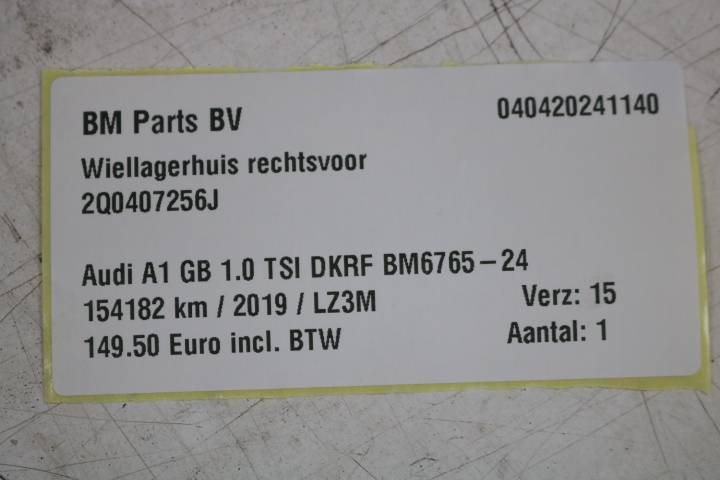 BM Parts BV 040420241140
Wiellagerhuis rechtsvoor
2Q0407256J
Audi A1 GB 1.0 TSI DKRF BM6765-24
154182 km / 2019 / LZ3M Verz: 15
149.50 Euro incl. BTW Aantal: 1